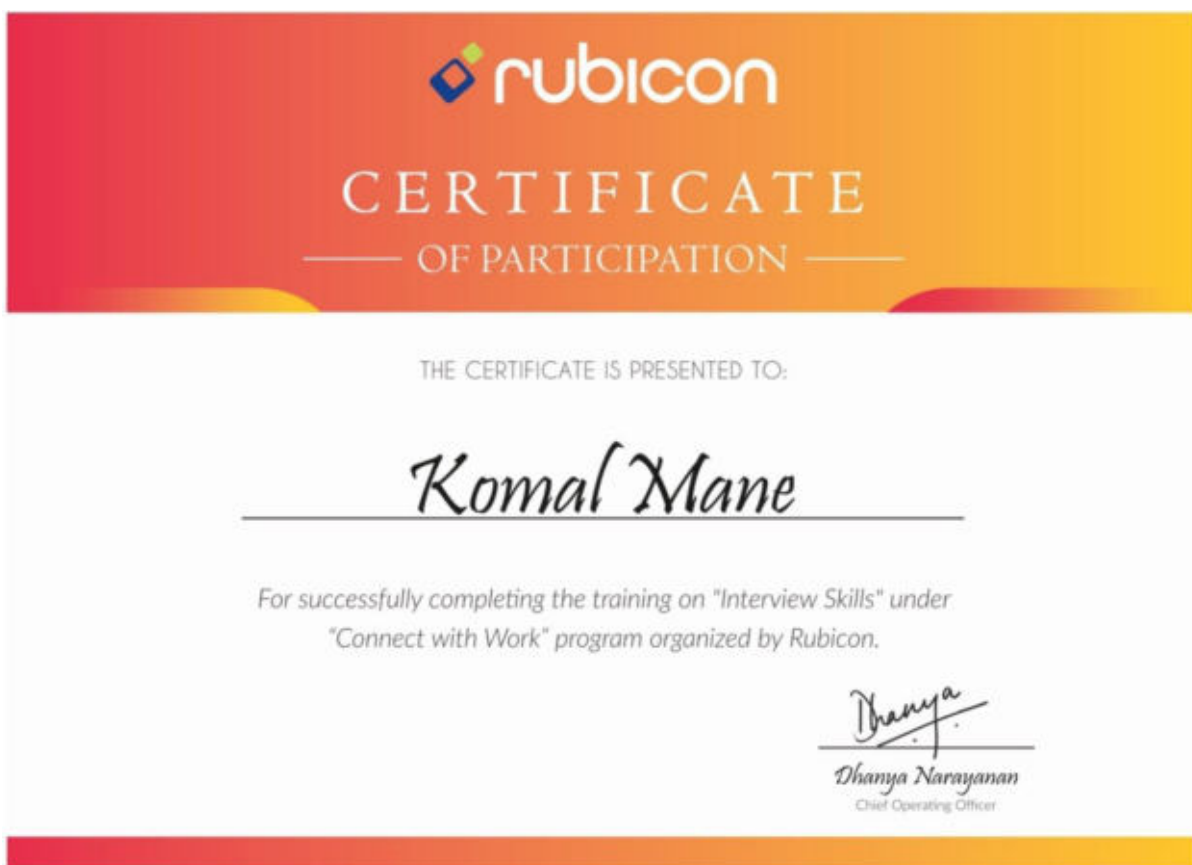 rubicon
CERTIFICATE
OF PARTICIPATION
THE CERTIFICATE IS PRESENTED TO:
Komal Mane
For successfully completing the training on "Interview Skills" under
"Connect with Work" program organized by Rubicon.
Dhanya
Dhanya Narayanan
Chief Operating Officer